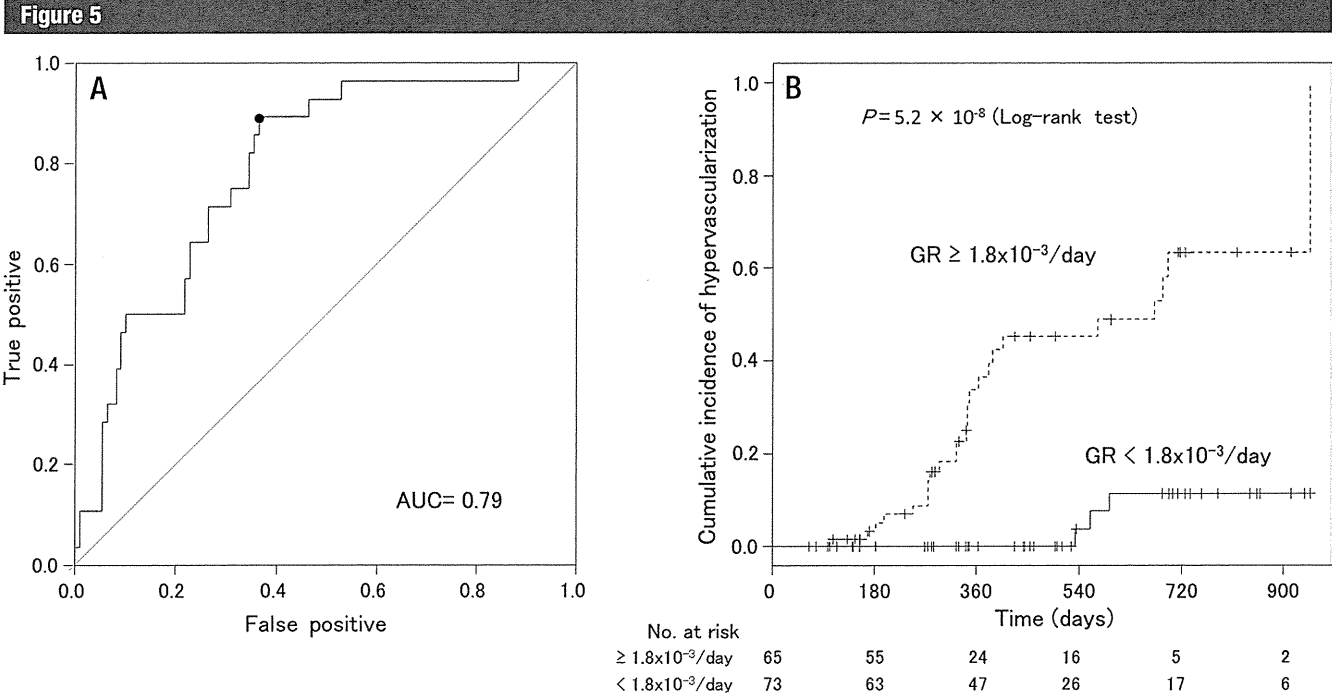 Figure 5
A
1.0
0.8
0.6
0.4
0.2
0.0
True positive
AUC= 0.79
0.0 0.2 0.4 0.6 0.8 1.0
False positive
B
P=5.2 × 10⁻⁸ (Log-rank test)
1.0
0.8
0.6
0.4
0.2
0.0
Cumulative incidence of hypervascularization
GR ≥ 1.8x10⁻³/day
GR < 1.8x10⁻³/day
0 180 360 540 720 900
Time (days)
No. at risk
≥ 1.8x10⁻³/day 65 55 24 16 5 2
< 1.8x10⁻³/day 73 63 47 26 17 6